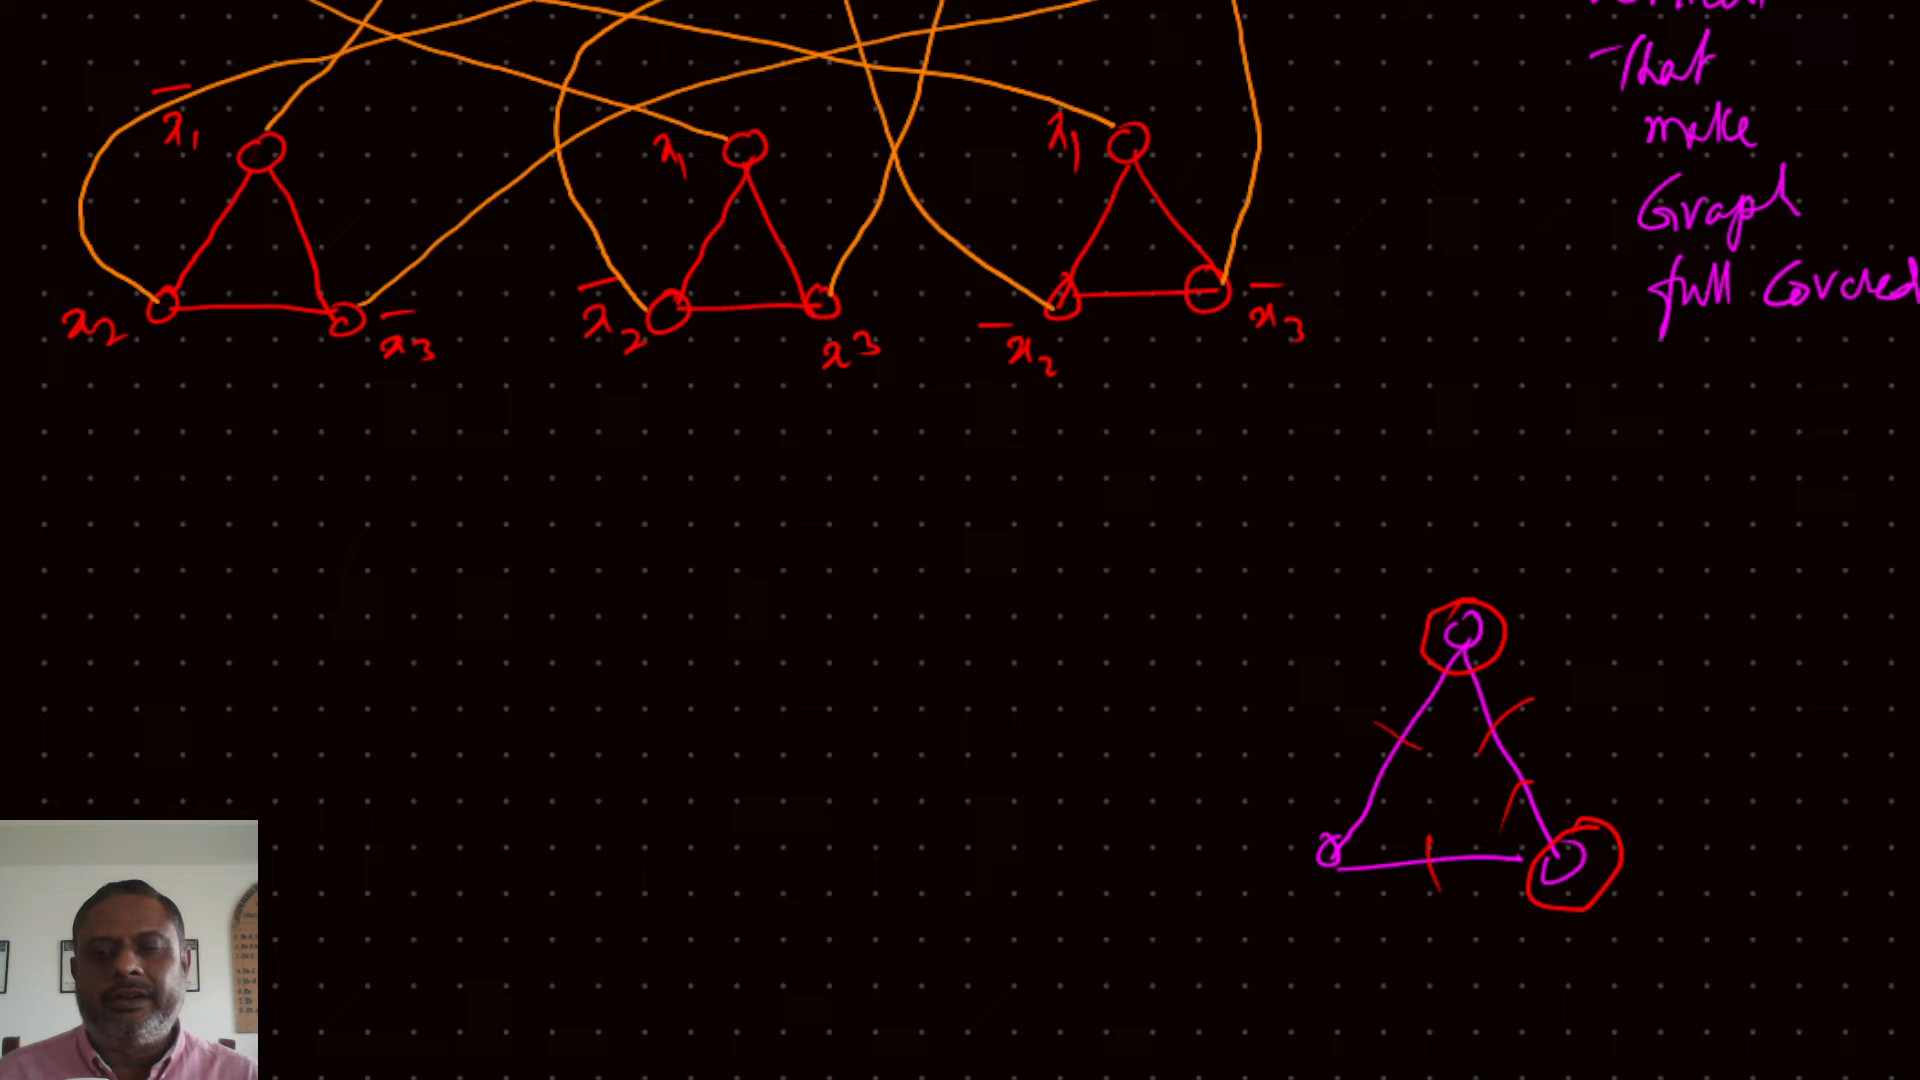 x̄₁
x₂
x̄₃
x₁
x̄₂
x3
x₁
x̄₂
x̄₃
That
make
Graph
full Covered